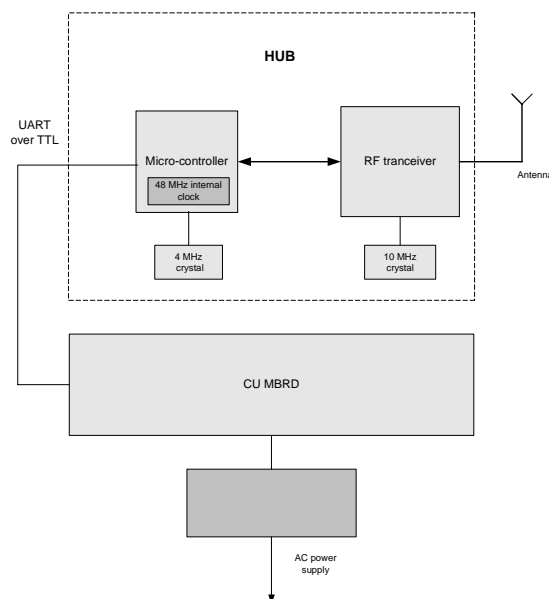 HUB
UART
over TTL
Micro-controller
48 MHz internal
clock
RF tranceiver
Antenna
4 MHz
crystal
10 MHz
crystal
CU MBRD
AC power
supply